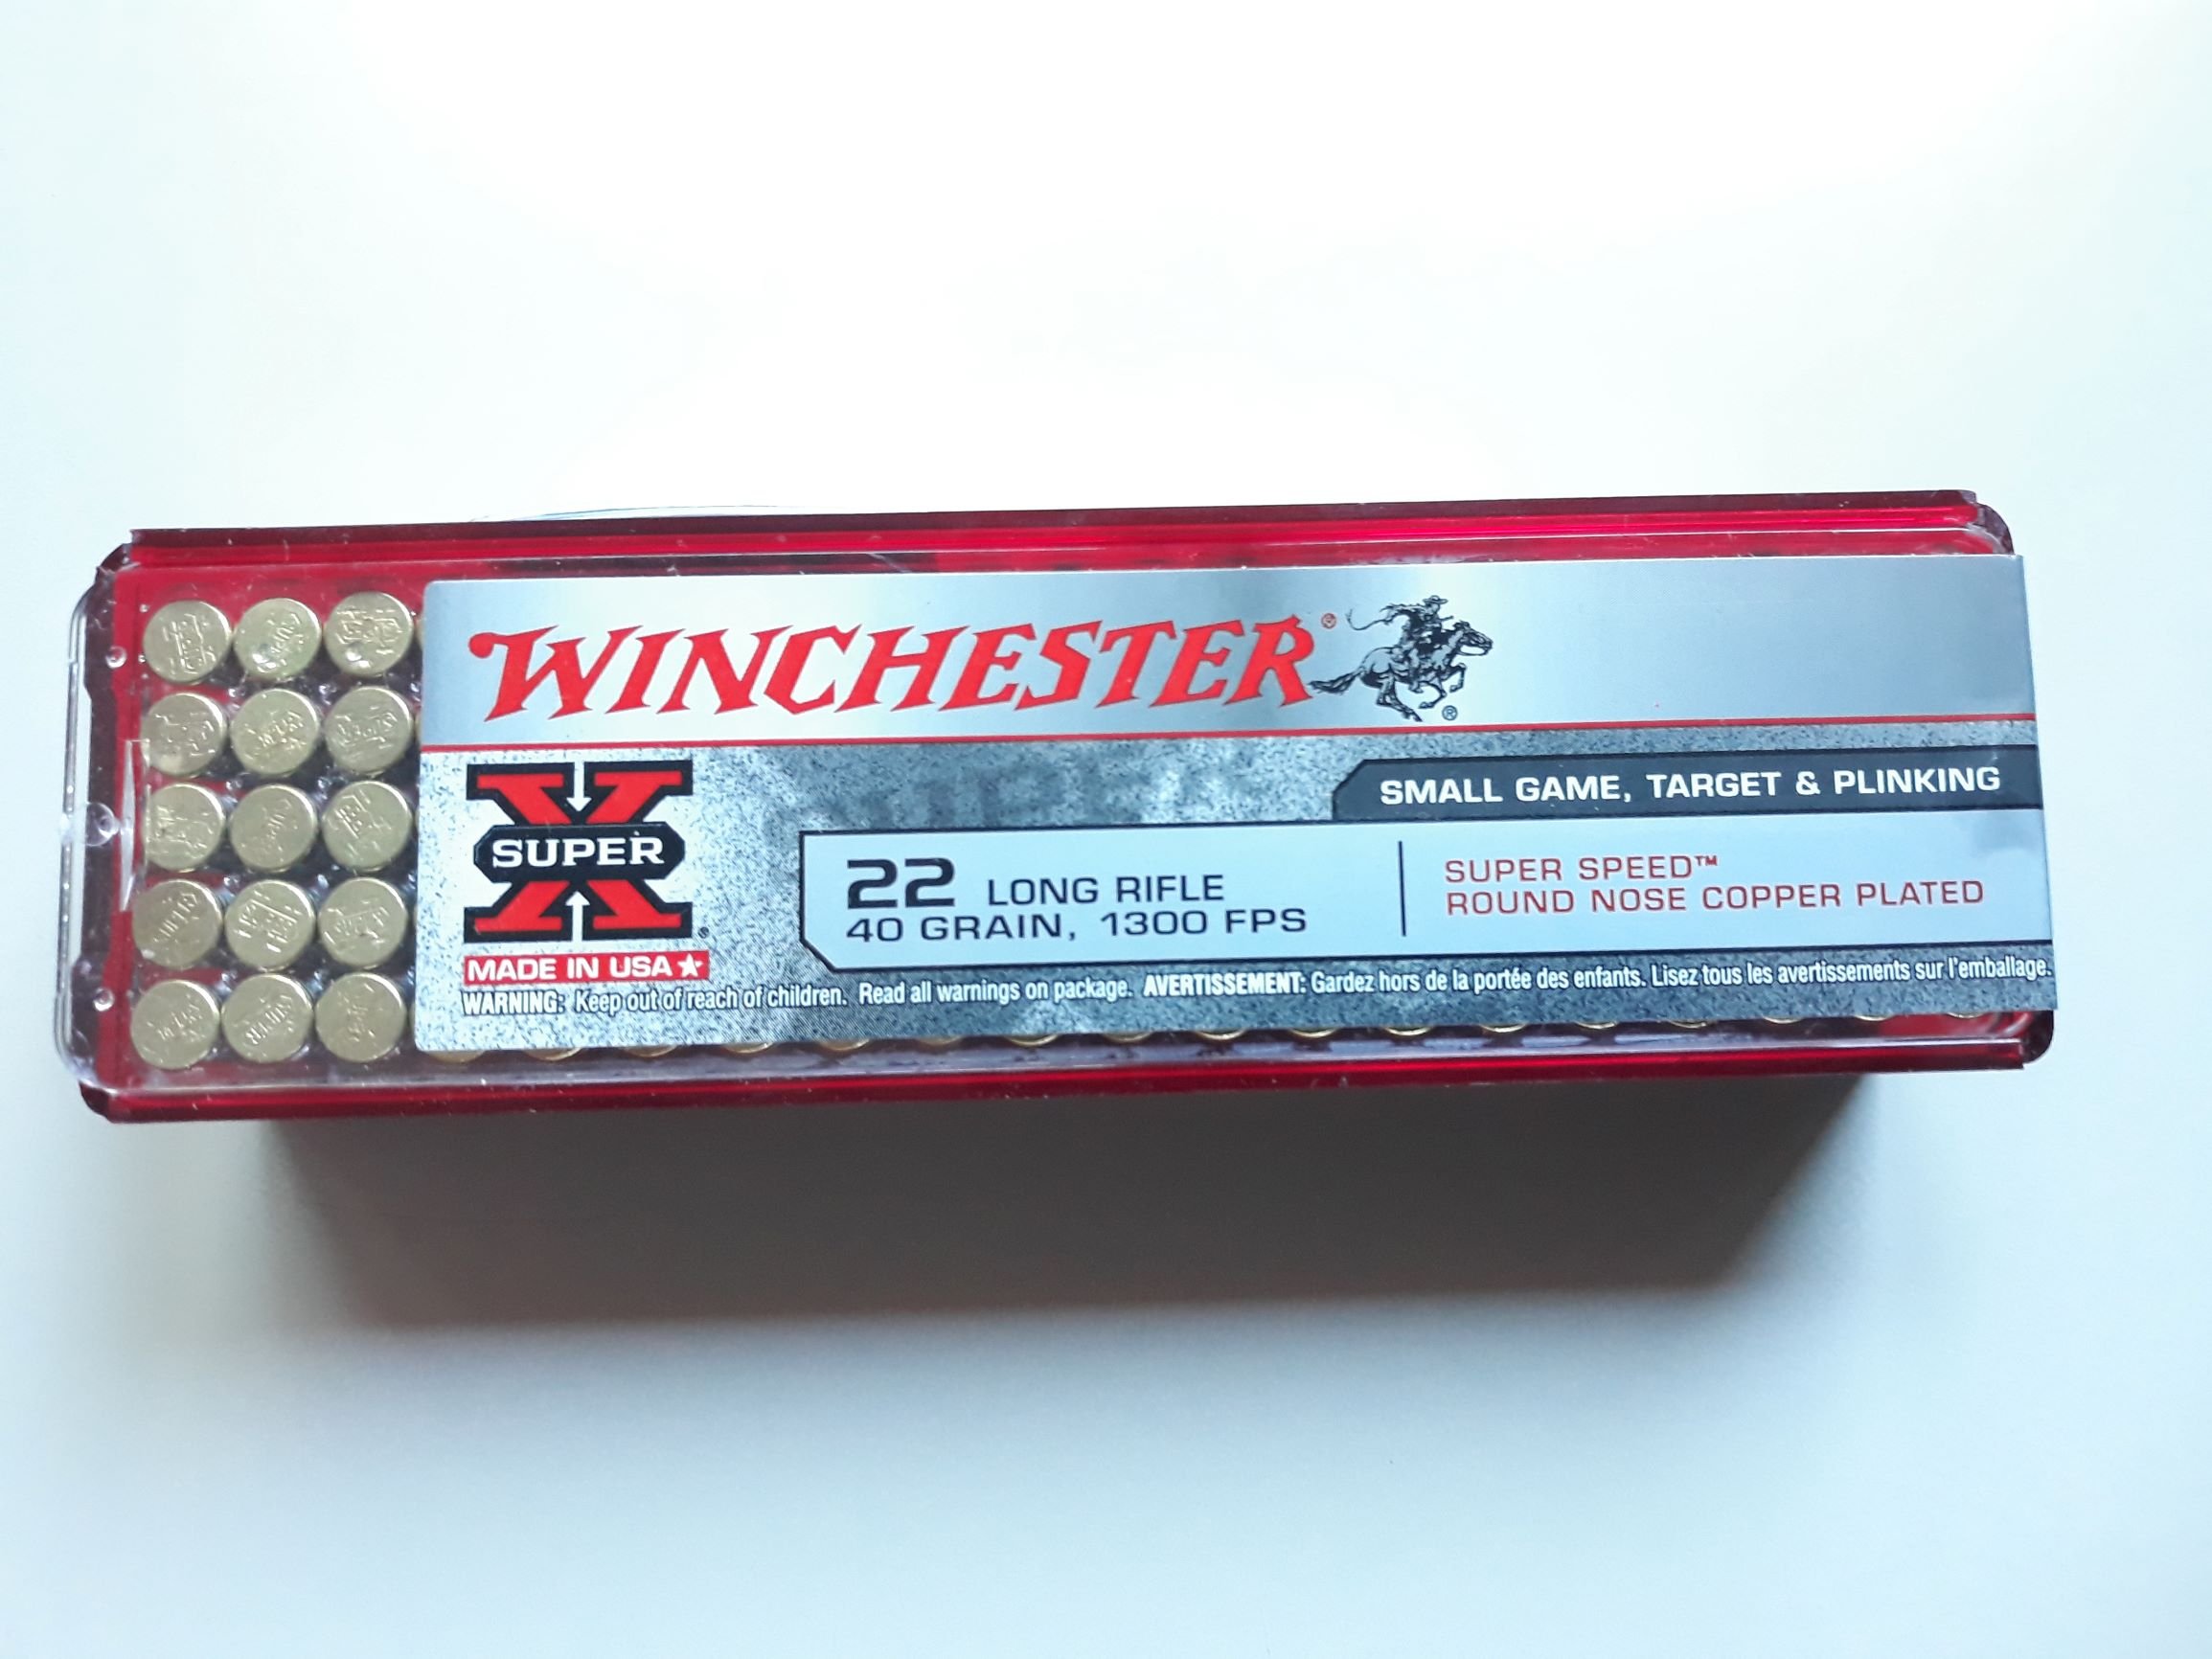 WINCHESTER®
®
SUPER
X®
MADE IN USA
SMALL GAME, TARGET & PLINKING
22 LONG RIFLE
40 GRAIN, 1300 FPS
SUPER SPEED™
ROUND NOSE COPPER PLATED
WARNING: Keep out of reach of children. Read all warnings on package. AVERTISSEMENT: Gardez hors de la portée des enfants. Lisez tous les avertissements sur l'emballage.